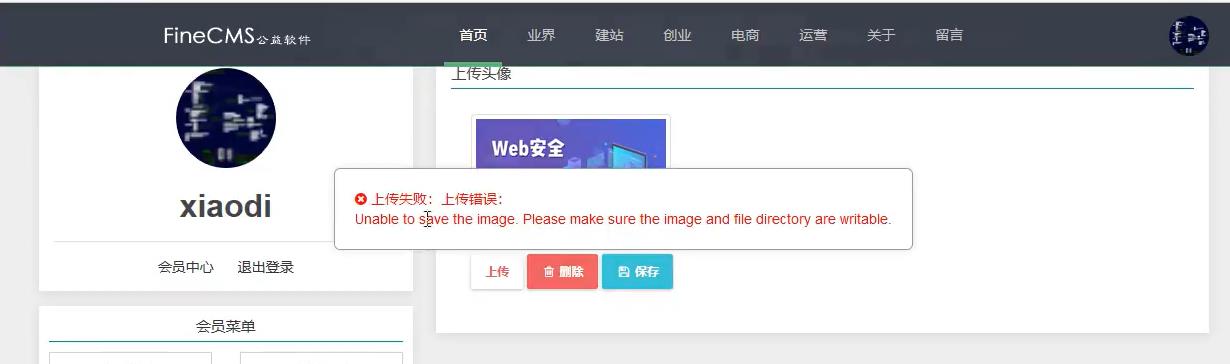 FineCMS公益软件
首页 业界 建站 创业 电商 运营 关于 留言
上传头像
Web安全
xiaodi
上传失败：上传错误：
Unable to save the image. Please make sure the image and file directory are writable.
会员中心 退出登录
上传 删除 保存
会员菜单